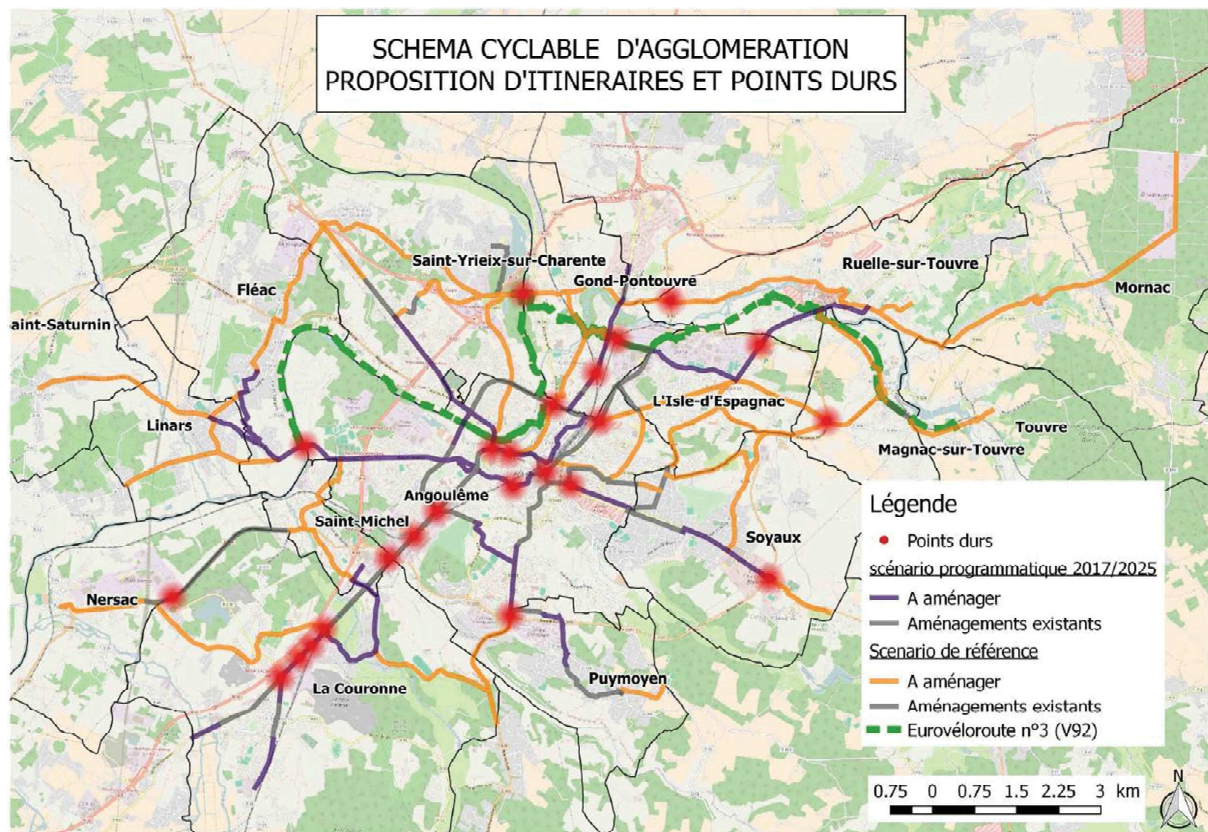 SCHEMA CYCLABLE D'AGGLOMERATION
PROPOSITION D'ITINERAIRES ET POINTS DURS
Saint-Yrieix-sur-Charente
Gond-Pontouvre
Ruelle-sur-Touvre
Fléac
Mornac
aint-Saturnin
L'Isle-d'Espagnac
Linars
Touvre
Magnac-sur-Touvre
Angoulême
Saint-Michel
Soyaux
Nersac
Puymoyen
La Couronne
Légende
Points durs
scénario programmatique 2017/2025
A aménager
Aménagements existants
Scenario de référence
A aménager
Aménagements existants
Eurovéloroute n°3 (V92)
0.75 0 0.75 1.5 2.25 3 km
N